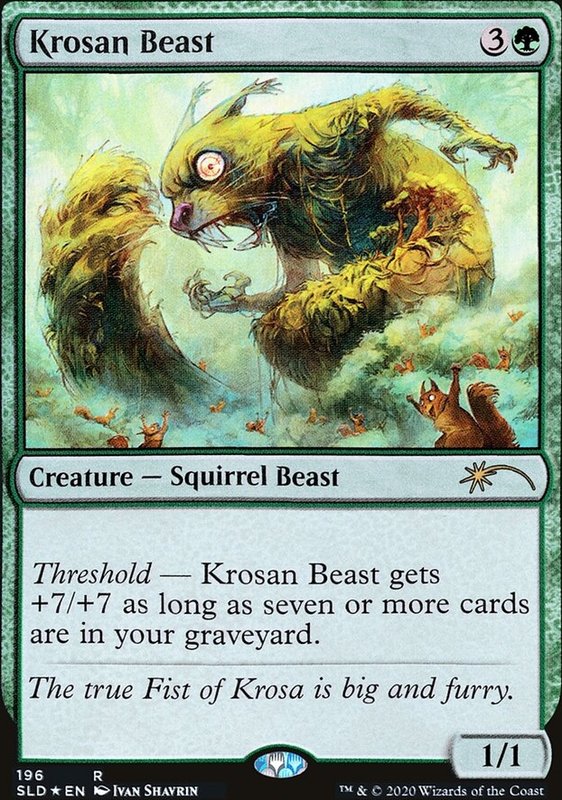 Krosan Beast 3
Creature — Squirrel Beast
Threshold — Krosan Beast gets
+7/+7 as long as seven or more cards
are in your graveyard.
The true Fist of Krosa is big and furry.
1/1
196 R
SLD★EN Ivan Shavrin
™ & © 2020 Wizards of the Coast